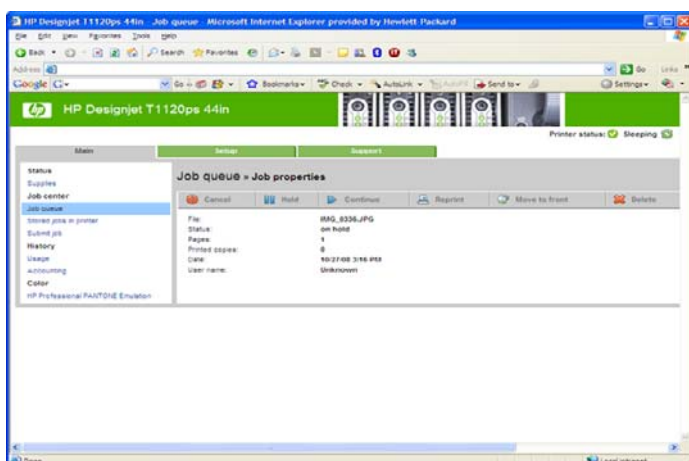 HP Designjet T1120ps 44in - Job queue - Microsoft Internet Explorer provided by Hewlett Packard
File Edit View Favorites Tools Help
Back Search Favorites
Address Go Links
Google Go Bookmarks Check AutoLink AutoFill Send to Settings
HP Designjet T1120ps 44in
Printer status: Sleeping
Main Setup Support
Status
Supplies
Job center
Job queue
Stored jobs in printer
Submit job
History
Usage
Accounting
Color
HP Professional PANTONE Emulation
Job queue » Job properties
Cancel Hold Continue Reprint Move to front Delete
File: IMG_8336.JPG
Status: on hold
Pages: 1
Printed copies: 0
Date: 10/27/08 3:16 PM
User name: Unknown
Done Local intranet